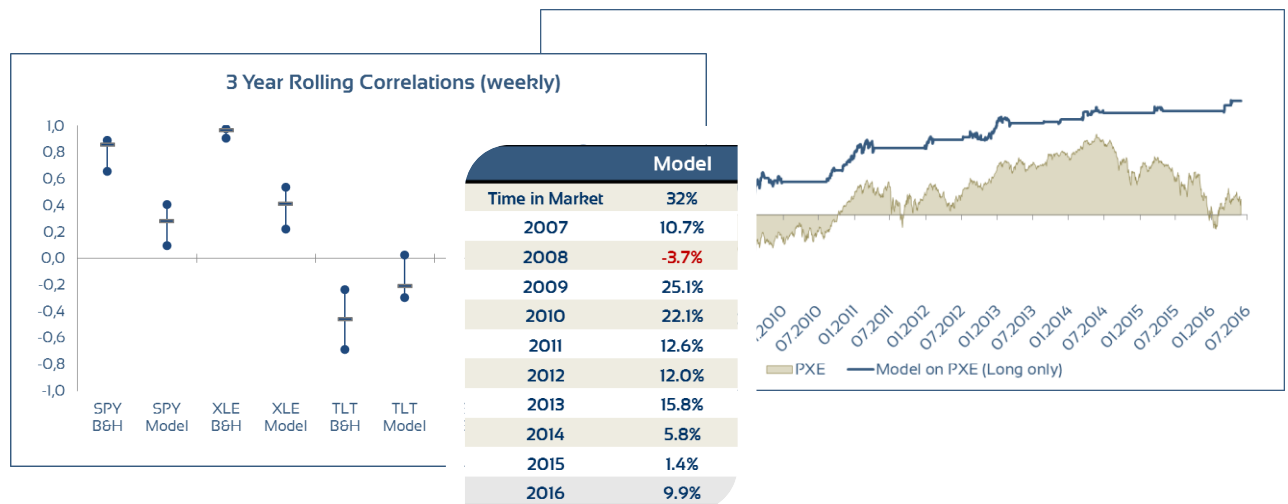 3 Year Rolling Correlations (weekly)
1,0
0,8
0,6
0,4
0,2
0,0
-0,2
-0,4
-0,6
-0,8
-1,0
SPY
B&H
SPY
Model
XLE
B&H
XLE
Model
TLT
B&H
TLT
Model
Model
Time in Market 32%
2007 10.7%
2008 -3.7%
2009 25.1%
2010 22.1%
2011 12.6%
2012 12.0%
2013 15.8%
2014 5.8%
2015 1.4%
2016 9.9%
.2010
07.2010
01.2011
07.2011
01.2012
07.2012
01.2013
07.2013
01.2014
07.2014
01.2015
07.2015
01.2016
07.2016
PXE Model on PXE (Long only)